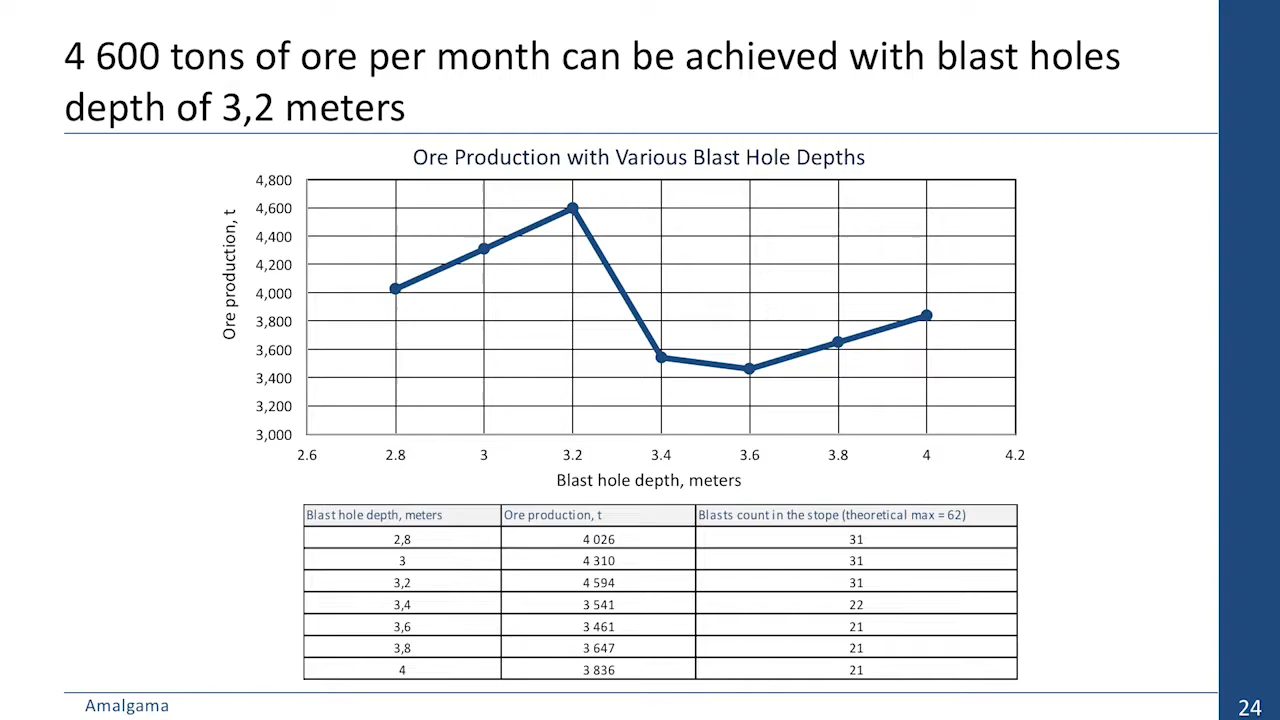 4 600 tons of ore per month can be achieved with blast holes
depth of 3,2 meters
Ore Production with Various Blast Hole Depths
Ore production, t
4,800
4,600
4,400
4,200
4,000
3,800
3,600
3,400
3,200
3,000
2.6 2.8 3 3.2 3.4 3.6 3.8 4 4.2
Blast hole depth, meters
Blast hole depth, meters Ore production, t Blasts count in the stope (theoretical max = 62)
2,8 4 026 31
3 4 310 31
3,2 4 594 31
3,4 3 541 22
3,6 3 461 21
3,8 3 647 21
4 3 836 21
Amalgama
24